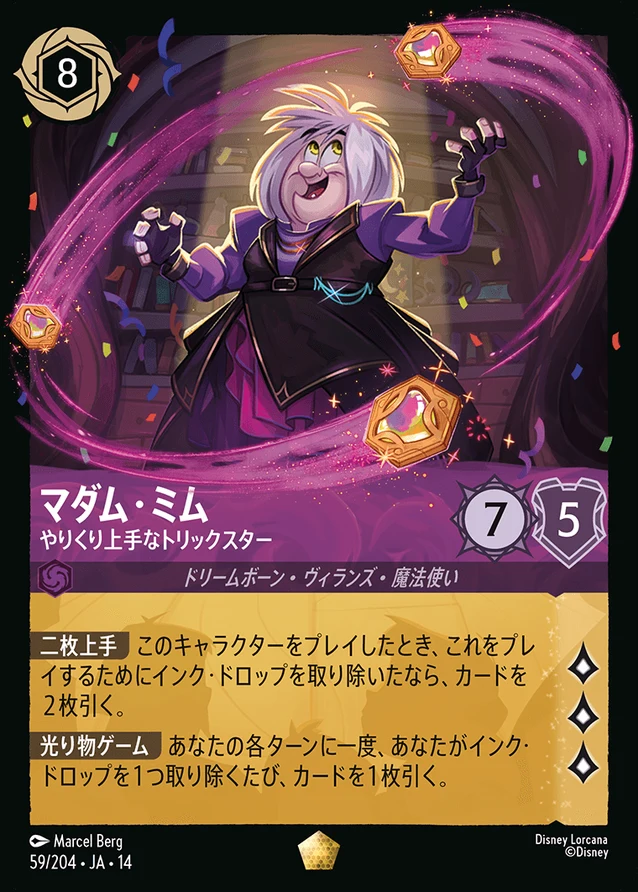 8
マダム・ミム
やりくり上手なトリックスター
7
5
ドリームボーン・ヴィランズ・魔法使い
二枚上手 このキャラクターをプレイしたとき、これをプレ
イするためにインク・ドロップを取り除いたなら、カードを
2枚引く。
光り物ゲーム あなたの各ターンに一度、あなたがインク・
ドロップを1つ取り除くたび、カードを1枚引く。
Marcel Berg
59/204・JA・14
Disney Lorcana
©Disney